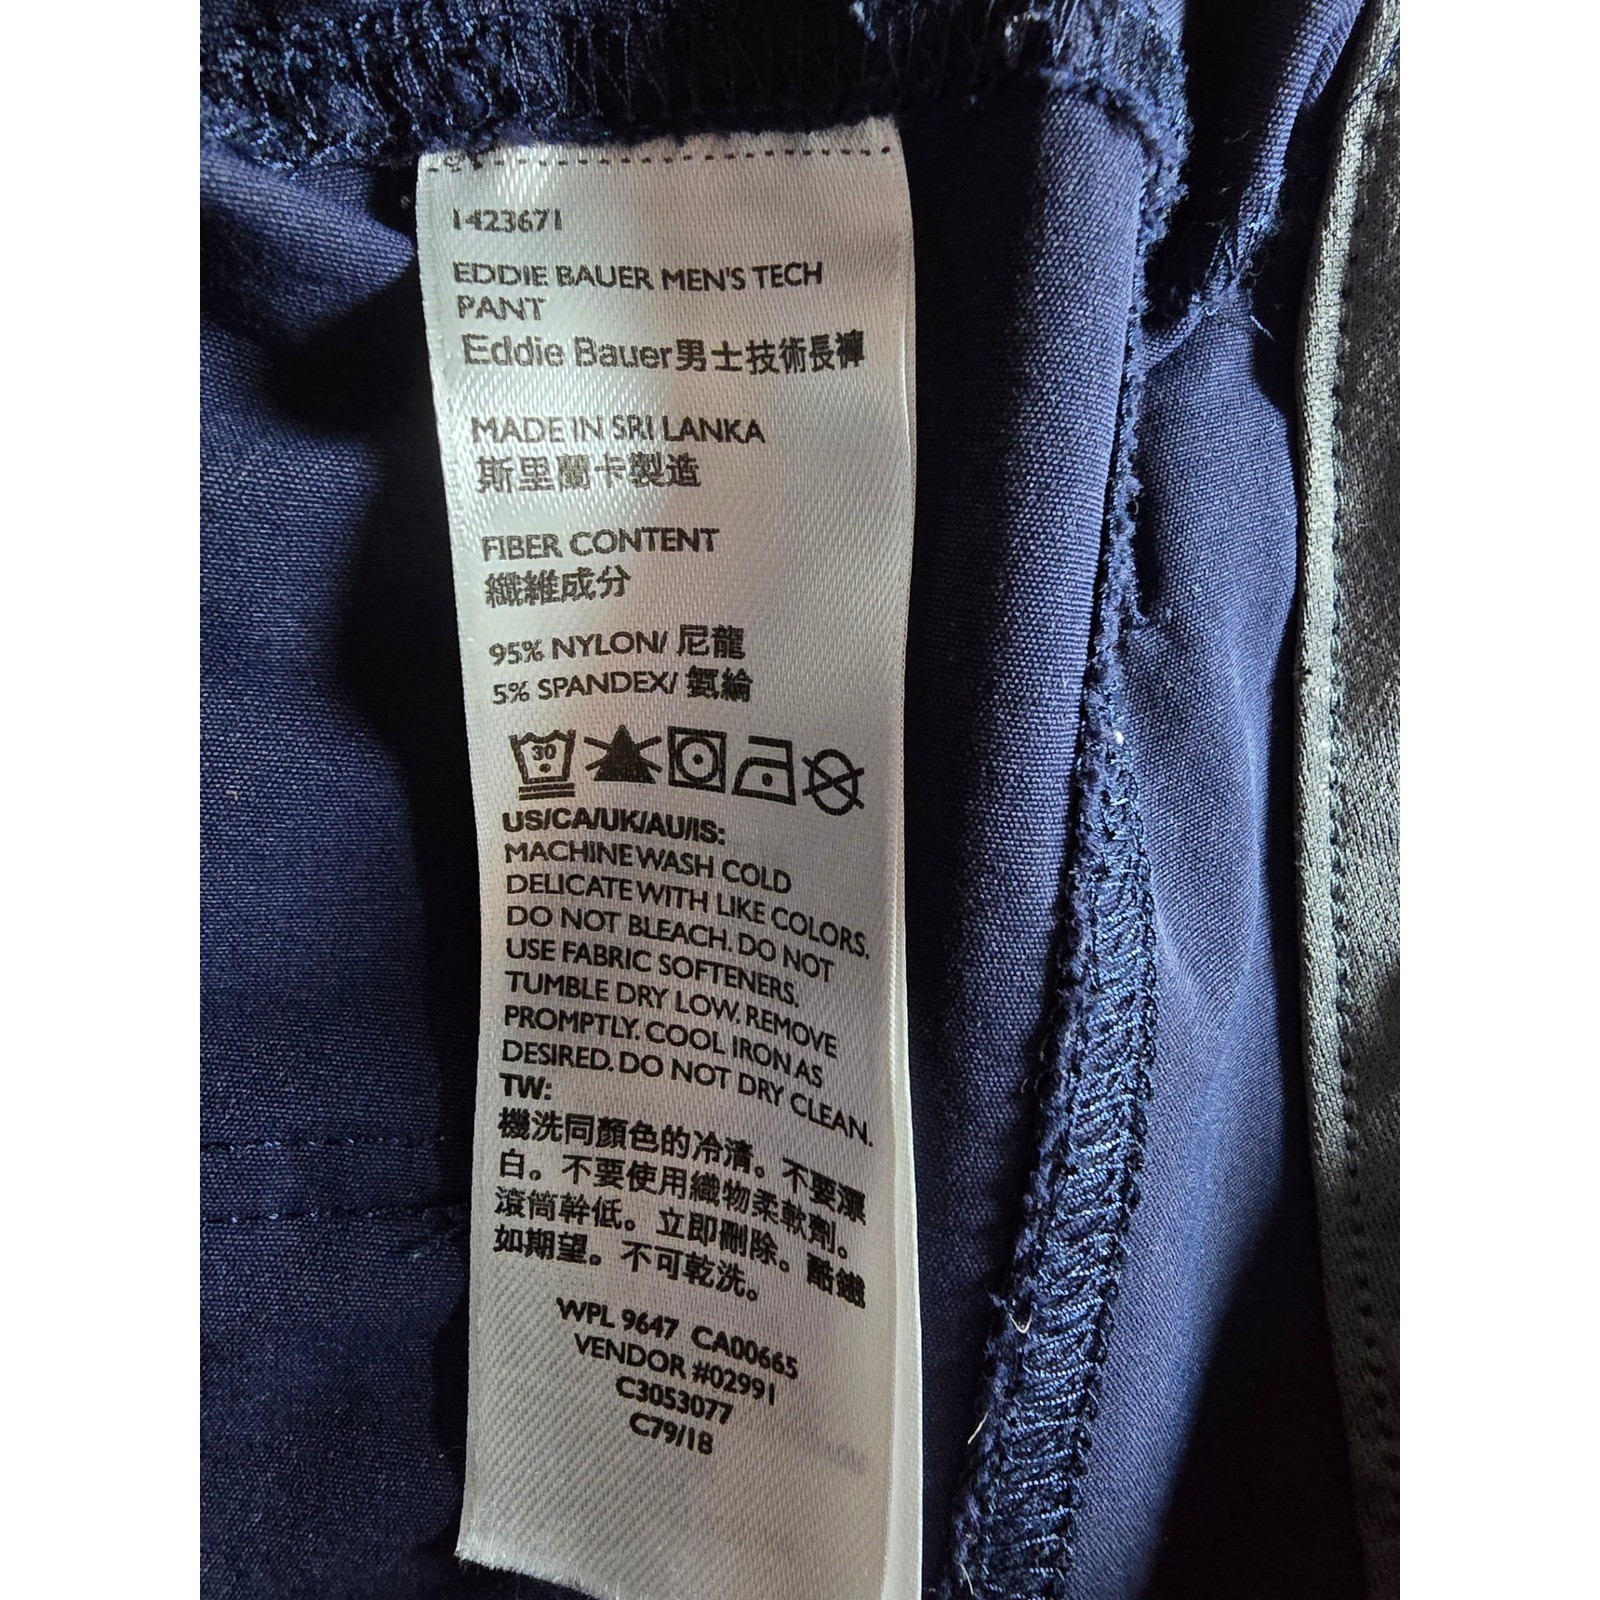 1423671
EDDIE BAUER MEN'S TECH
PANT
Eddie Bauer男士技術長褲
MADE IN SRI LANKA
斯里蘭卡製造
FIBER CONTENT
纖維成分
95% NYLON/ 尼龍
5% SPANDEX/ 氨綸
30
US/CA/UK/AU/IS:
MACHINE WASH COLD
DELICATE WITH LIKE COLORS.
DO NOT BLEACH. DO NOT
USE FABRIC SOFTENERS.
TUMBLE DRY LOW. REMOVE
PROMPTLY. COOL IRON AS
DESIRED. DO NOT DRY CLEAN.
TW:
機洗同顏色的冷清。不要漂
白。不要使用織物柔軟劑。
滾筒幹低。立即刪除。酷鐵
如期望。不可乾洗。
WPL 9647 CA00665
VENDOR #02991
C3053077
C79/18